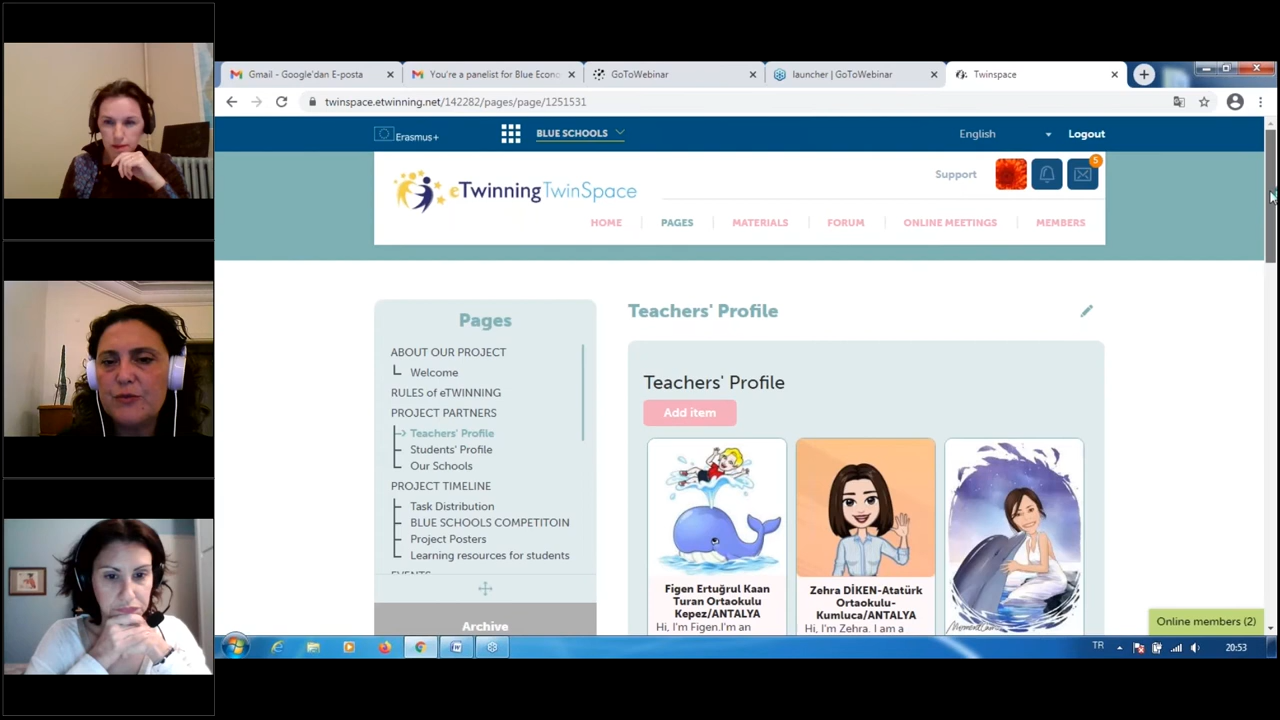 Gmail - Google'dan E-posta
You're a panelist for Blue Econ
GoToWebinar
launcher | GoToWebinar
Twinspace
twinspace.etwinning.net/142282/pages/page/1251531
Erasmus+
BLUE SCHOOLS
English
Logout
eTwinning TwinSpace
Support
5
HOME
PAGES
MATERIALS
FORUM
ONLINE MEETINGS
MEMBERS
Pages
ABOUT OUR PROJECT
Welcome
RULES of eTWINNING
PROJECT PARTNERS
Teachers' Profile
Students' Profile
Our Schools
PROJECT TIMELINE
Task Distribution
BLUE SCHOOLS COMPETITOIN
Project Posters
Learning resources for students
EVENTS
Archive
Teachers' Profile
Teachers' Profile
Add item
Figen Ertuğrul Kaan
Turan Ortaokulu
Kepez/ANTALYA
Hi, I'm Figen.I'm an
Zehra DİKEN-Atatürk
Ortaokulu-
Kumluca/ANTALYA
Hi, I'm Zehra. I am a
MomentCam
Online members (2)
TR
20:53